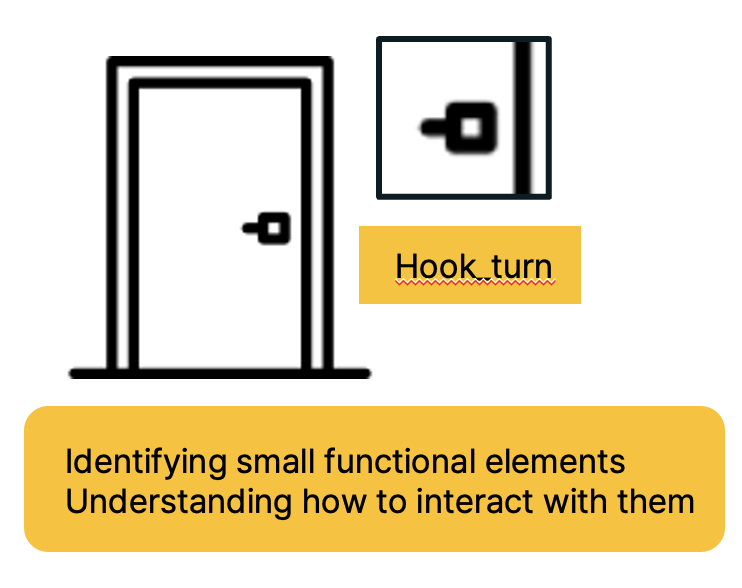 Hook_turn
Identifying small functional elements
Understanding how to interact with them